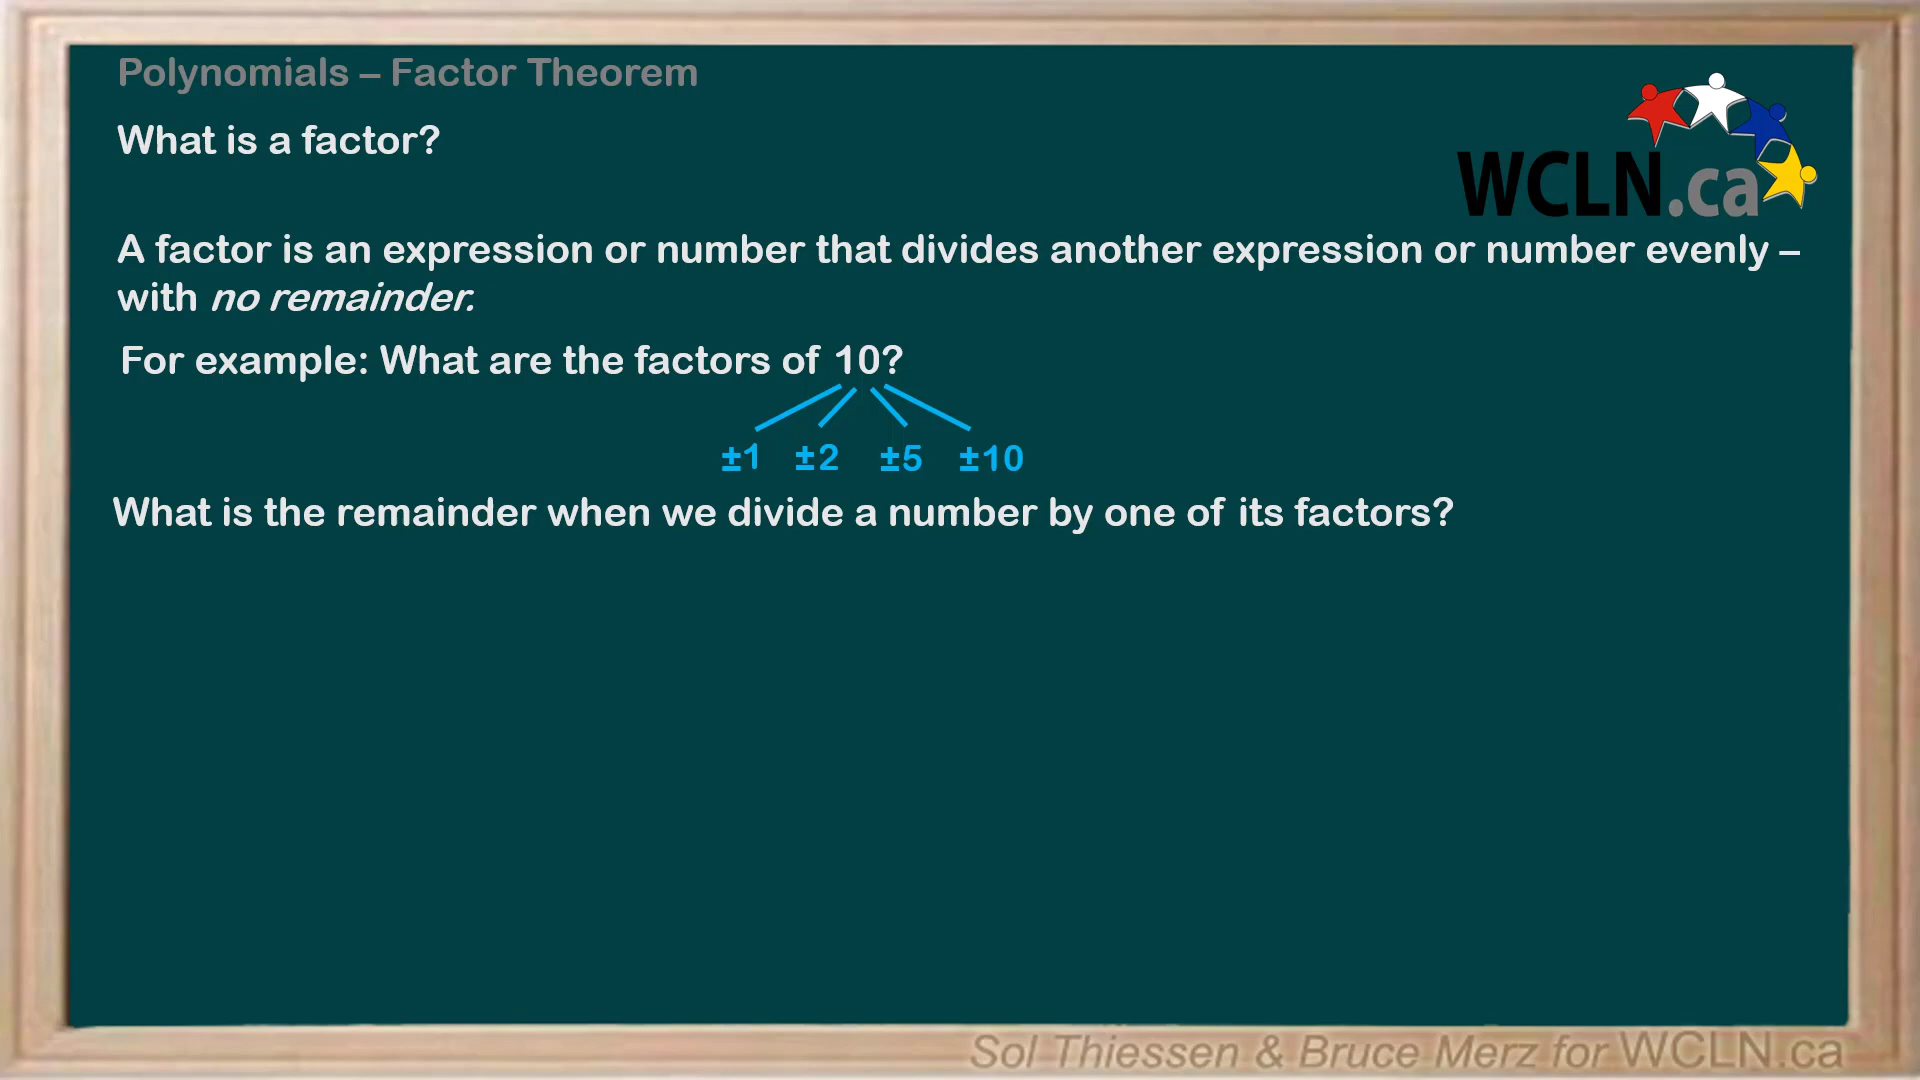 Polynomials – Factor Theorem
What is a factor?
WCLN.ca
A factor is an expression or number that divides another expression or number evenly –
with no remainder.
For example: What are the factors of 10?
±1 ±2 ±5 ±10
What is the remainder when we divide a number by one of its factors?
Sol Thiessen & Bruce Merz for WCLN.ca